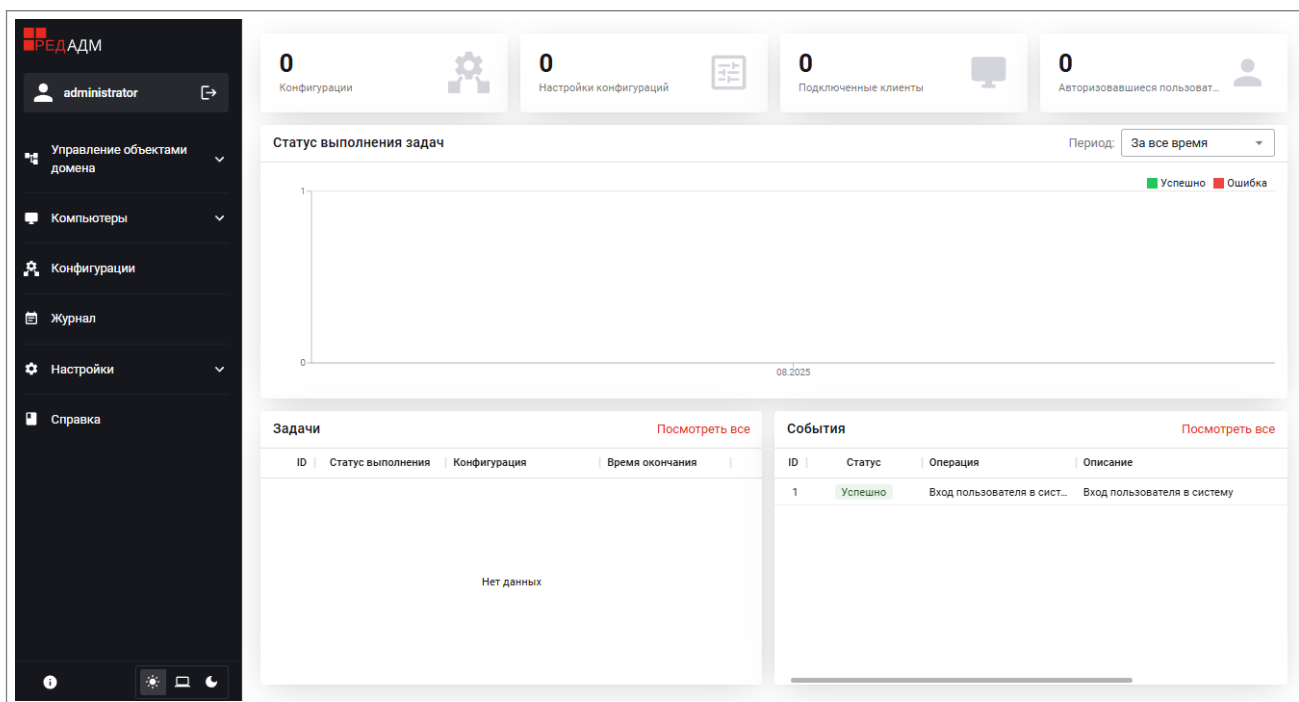 РЕДАДМ
administrator
Управление объектами
домена
Компьютеры
Конфигурации
Журнал
Настройки
Справка
0
Конфигурации
0
Настройки конфигураций
0
Подключенные клиенты
0
Авторизовавшиеся пользоват...
Статус выполнения задач
Период: За все время
Успешно Ошибка
1
0
08.2025
Задачи Посмотреть все
ID Статус выполнения Конфигурация Время окончания
Нет данных
События Посмотреть все
ID Статус Операция Описание
1 Успешно Вход пользователя в сист... Вход пользователя в систему